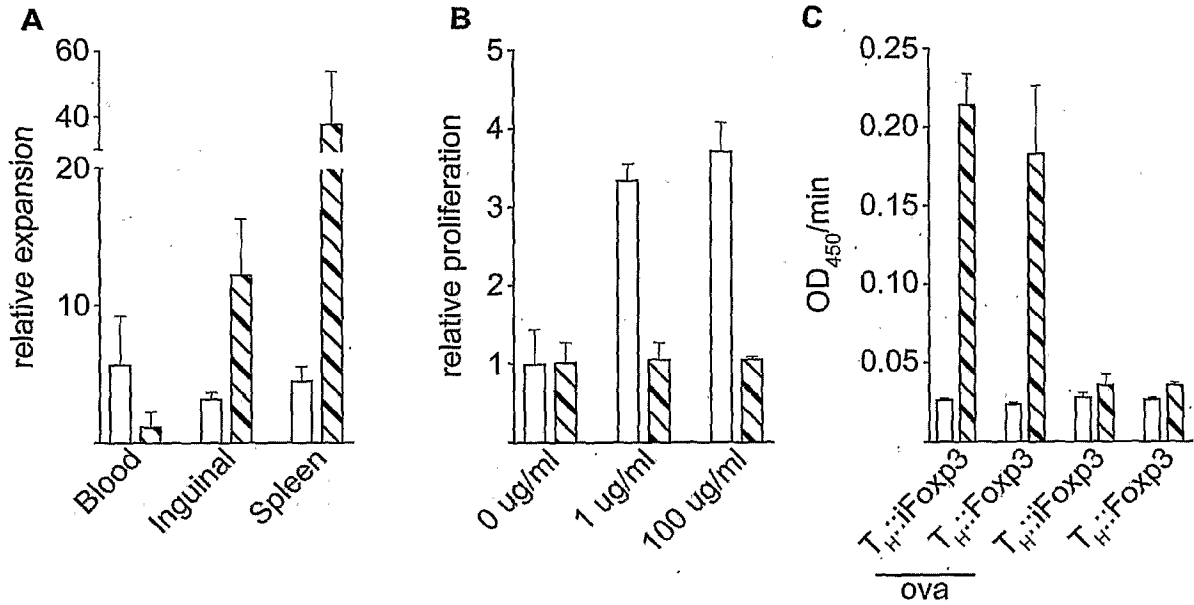 A
60
40
20
10
relative expansion
Blood
Inguinal
Spleen
B
5
4
3
2
1
relative proliferation
0 ug/ml
1 ug/ml
100 ug/ml
C
0.25
0.20
0.15
0.10
0.05
OD450/min
TH::iFoxp3
TH::Foxp3
TH::iFoxp3
TH::Foxp3
ova